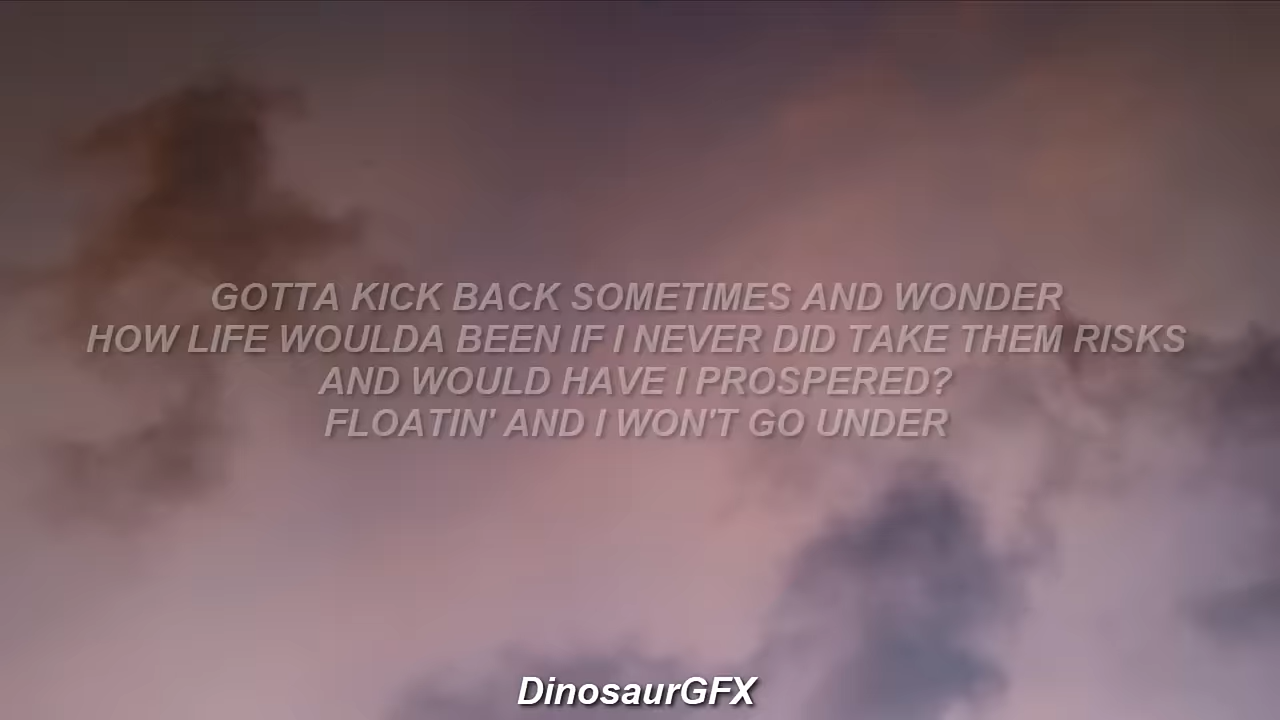 GOTTA KICK BACK SOMETIMES AND WONDER
HOW LIFE WOULDA BEEN IF I NEVER DID TAKE THEM RISKS
AND WOULD HAVE I PROSPERED?
FLOATIN' AND I WON'T GO UNDER
DinosaurGFX